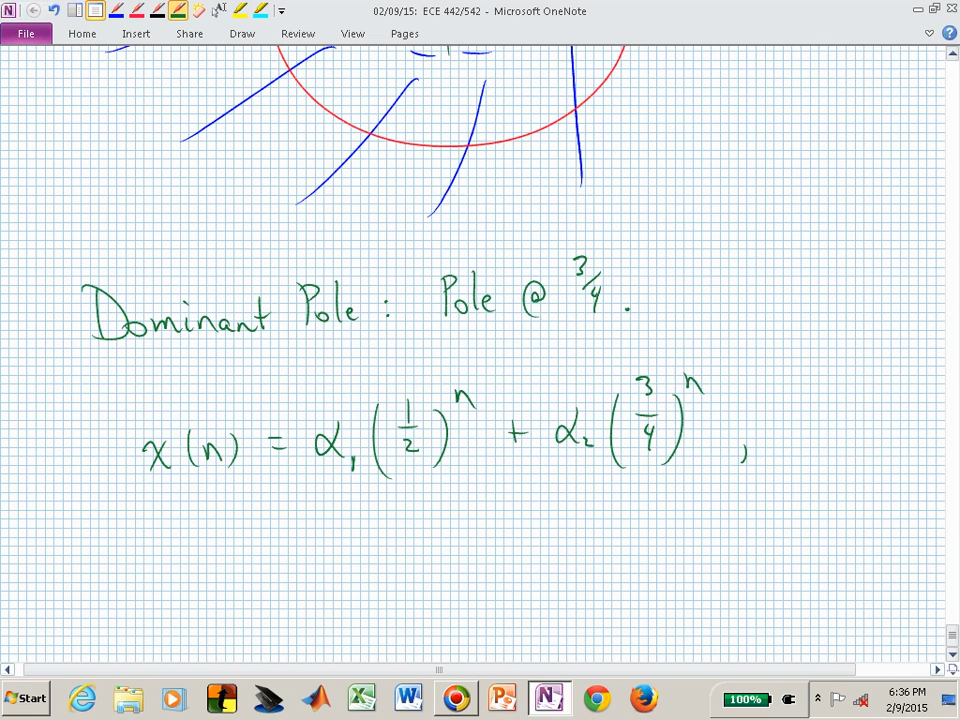 02/09/15: ECE 442/542 - Microsoft OneNote
File Home Insert Share Draw Review View Pages
Dominant Pole : Pole @ 3/4 .
x(n) = α₁ (1/2)ⁿ + α₂ (3/4)ⁿ ,
Start
100%
6:36 PM
2/9/2015